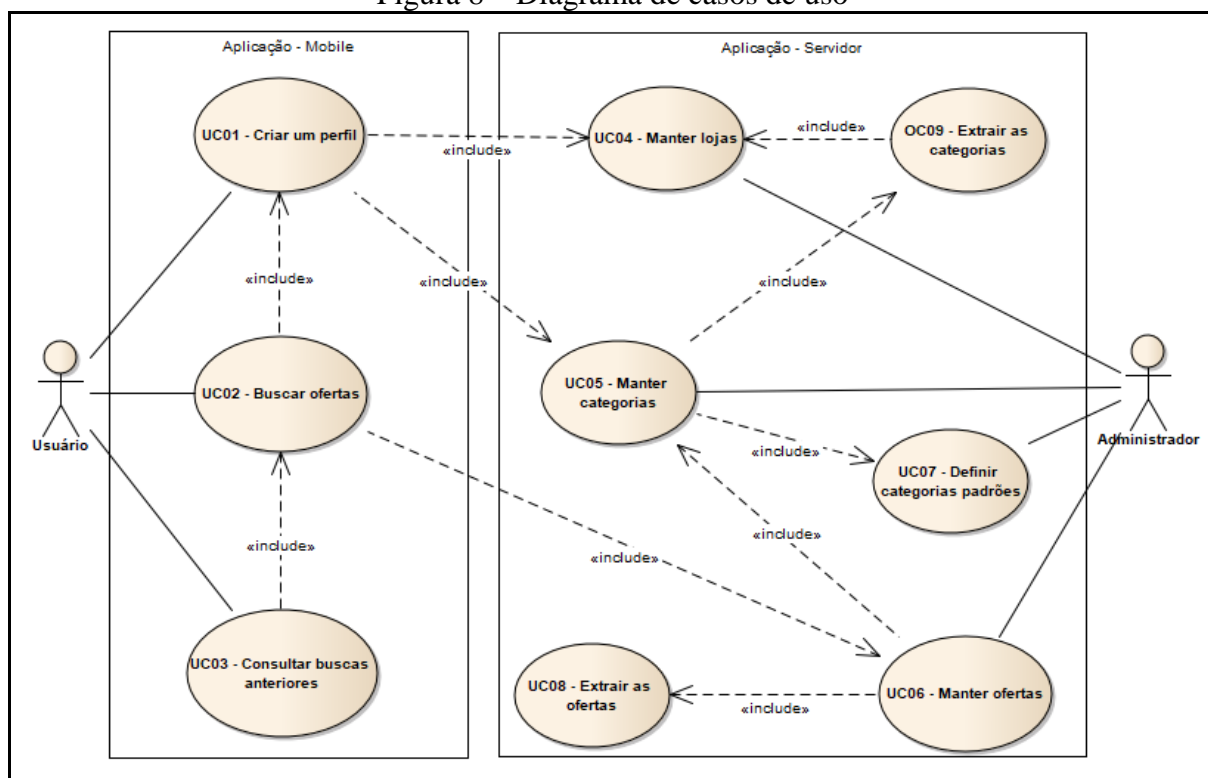 Figura 8 – Diagrama de casos de uso
Aplicação - Mobile
Aplicação - Servidor
UC01 - Criar um perfil
«include»
UC04 - Manter lojas
«include»
OC09 - Extrair as
categorias
«include»
«include»
«include»
Usuário
UC02 - Buscar ofertas
UC05 - Manter
categorias
Administrador
«include»
UC07 - Definir
categorias padrões
«include»
«include»
«include»
UC03 - Consultar buscas
anteriores
UC08 - Extrair as
ofertas
«include»
UC06 - Manter ofertas